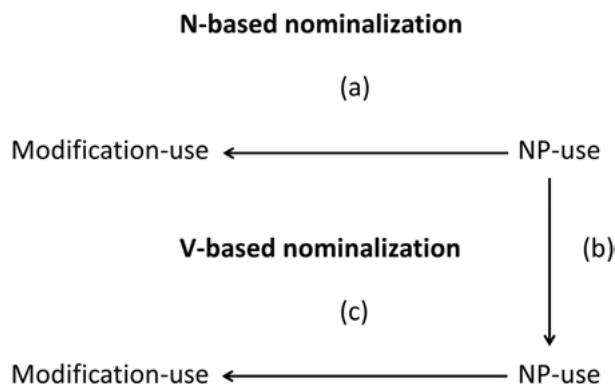 N-based nominalization
(a)
Modification-use NP-use
V-based nominalization (b)
(c)
Modification-use NP-use